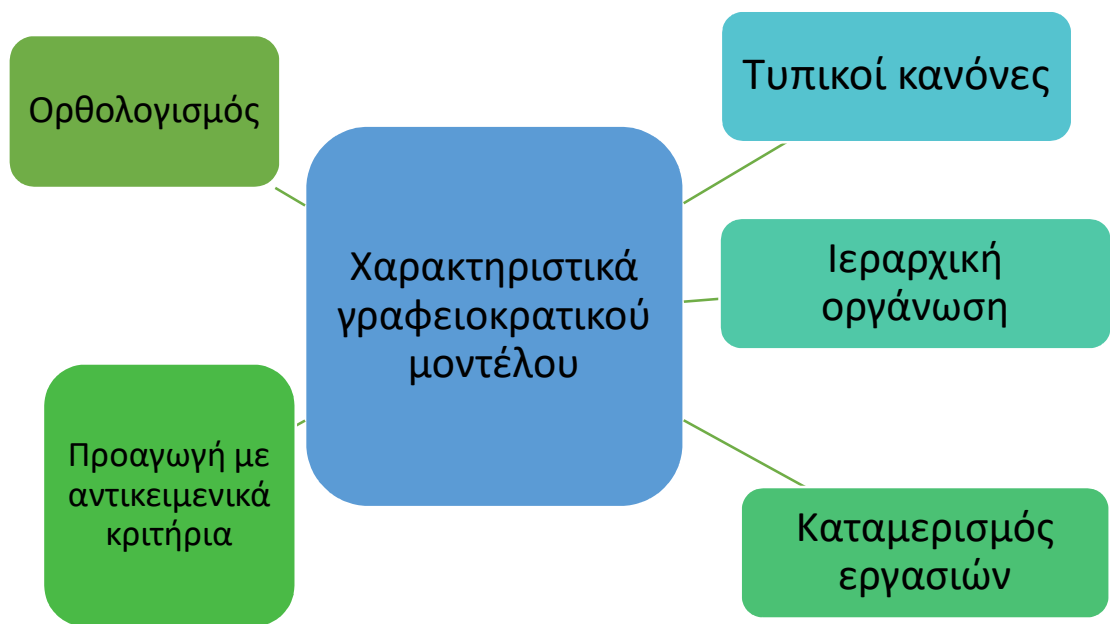 Ορθολογισμός
Τυπικοί κανόνες
Χαρακτηριστικά
γραφειοκρατικού
μοντέλου
Ιεραρχική
οργάνωση
Προαγωγή με
αντικειμενικά
κριτήρια
Καταμερισμός
εργασιών